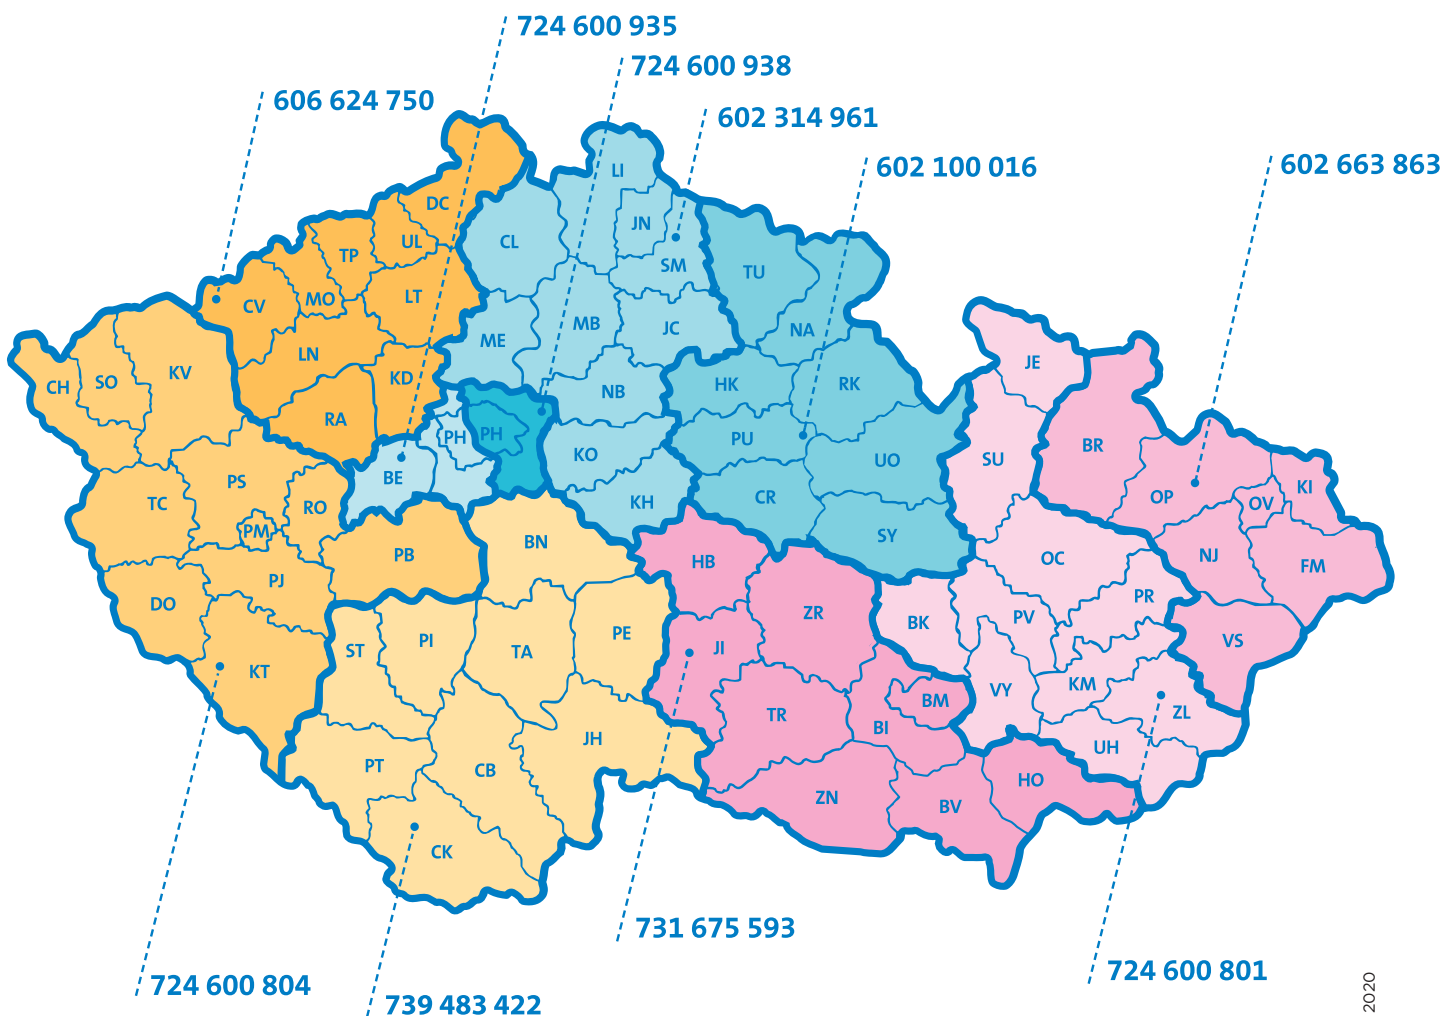 724 600 935
724 600 938
606 624 750
602 314 961
602 100 016
602 663 863
LI
DC
JN
UL
CL
TP
SM
TU
CV
MO
LT
MB
JC
NA
ME
LN
JE
KV
KD
SO
CH
HK
RK
NB
RA
PH
PH
PU
BR
KO
UO
SU
BE
PS
KI
CR
OP
TC
KH
OV
RO
PM
SY
BN
PB
OC
NJ
HB
FM
PJ
PR
DO
ZR
PV
BK
PE
PI
VS
JI
ST
TA
KT
KM
VY
BM
ZL
TR
BI
JH
UH
PT
CB
HO
ZN
BV
CK
731 675 593
724 600 801
724 600 804
739 483 422
2020